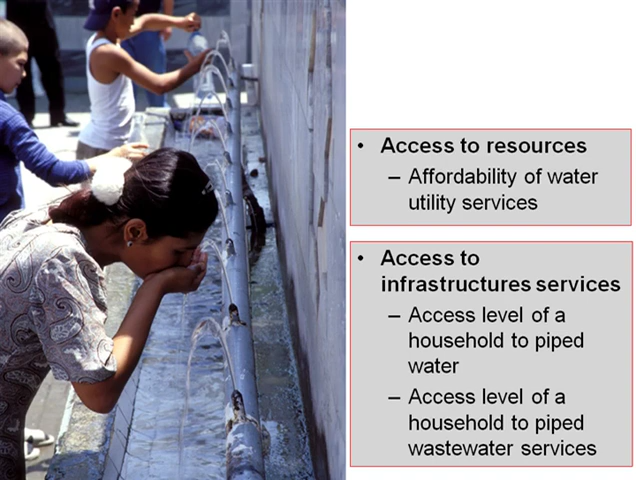 • Access to resources
– Affordability of water
utility services
• Access to
infrastructures services
– Access level of a
household to piped
water
– Access level of a
household to piped
wastewater services